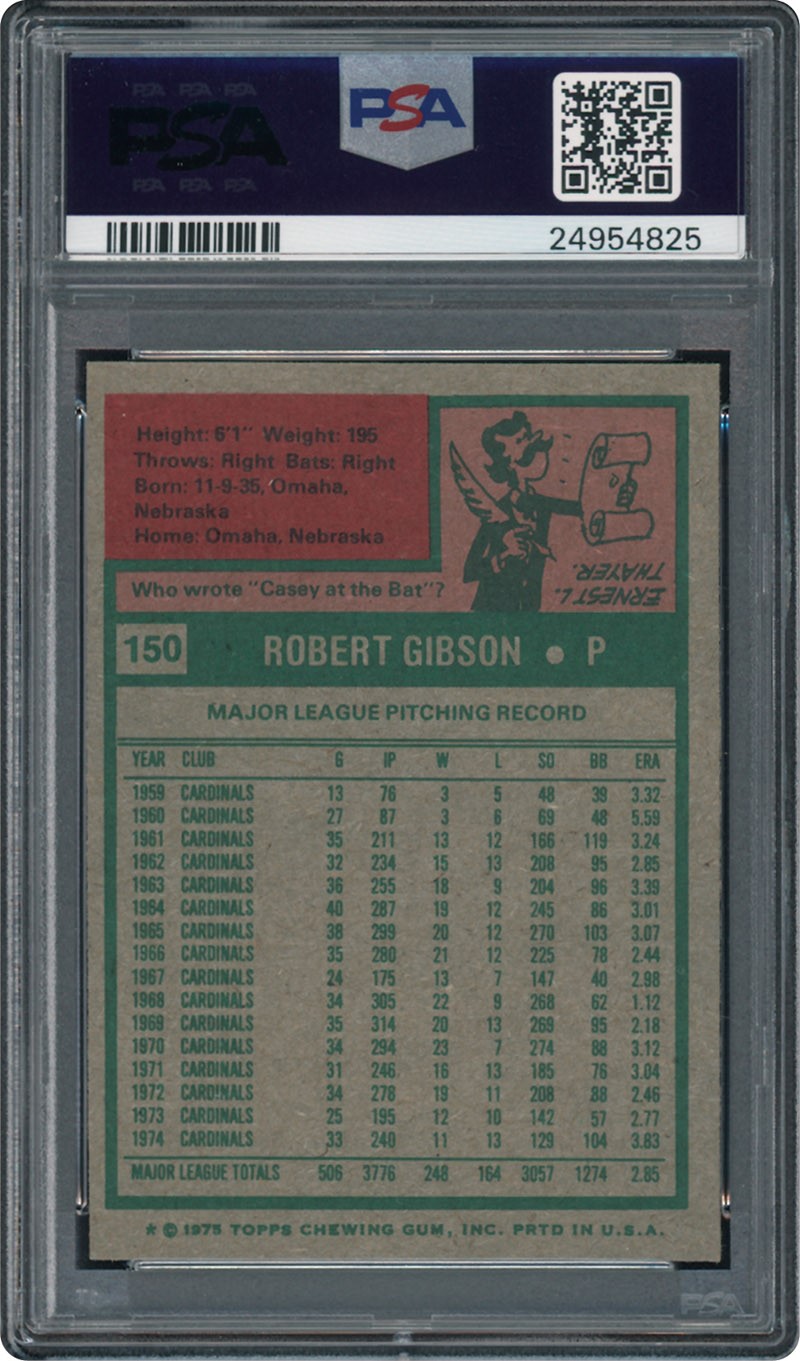 PSA PSA PSA
PSA
PSA PSA PSA
PSA
24954825
Height: 6'1" Weight: 195
Throws: Right Bats: Right
Born: 11-9-35, Omaha,
Nebraska
Home: Omaha, Nebraska
Who wrote "Casey at the Bat"?
ERNEST L.
THAYER.
150 ROBERT GIBSON • P
MAJOR LEAGUE PITCHING RECORD
YEAR CLUB G IP W L SO BB ERA
1959 CARDINALS 13 76 3 5 48 39 3.32
1960 CARDINALS 27 87 3 6 69 48 5.59
1961 CARDINALS 35 211 13 12 166 119 3.24
1962 CARDINALS 32 234 15 13 208 95 2.85
1963 CARDINALS 36 255 18 9 204 96 3.39
1964 CARDINALS 40 287 19 12 245 86 3.01
1965 CARDINALS 38 299 20 12 270 103 3.07
1966 CARDINALS 35 280 21 12 225 78 2.44
1967 CARDINALS 24 175 13 7 147 40 2.98
1968 CARDINALS 34 305 22 9 268 62 1.12
1969 CARDINALS 35 314 20 13 269 95 2.18
1970 CARDINALS 34 294 23 7 274 88 3.12
1971 CARDINALS 31 246 16 13 185 76 3.04
1972 CARDINALS 34 278 19 11 208 88 2.46
1973 CARDINALS 25 195 12 10 142 57 2.77
1974 CARDINALS 33 240 11 13 129 104 3.83
MAJOR LEAGUE TOTALS 506 3776 248 164 3057 1274 2.85
* © 1975 TOPPS CHEWING GUM, INC. PRTD IN U.S.A.
PSA